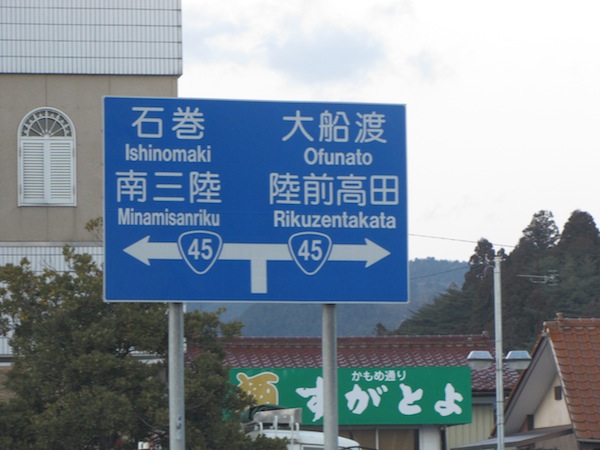 石巻
Ishinomaki
南三陸
Minamisanriku
45
大船渡
Ofunato
陸前高田
Rikuzentakata
45
かもめ通り
酒 すがとよ